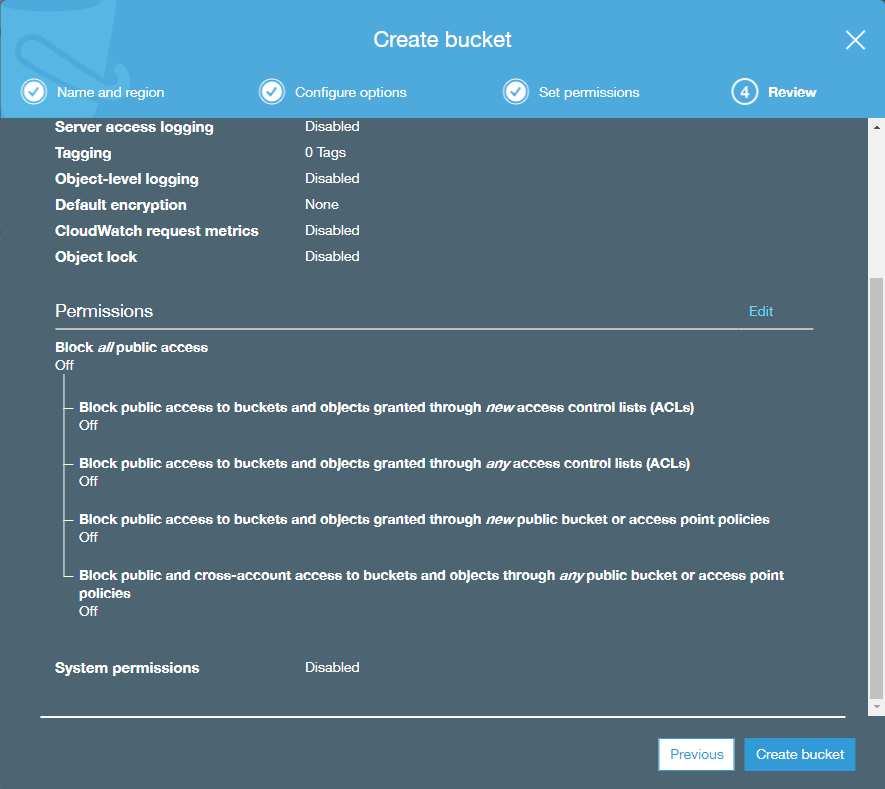 Create bucket
Name and region
Configure options
Set permissions
4 Review
Server access logging Disabled
Tagging 0 Tags
Object-level logging Disabled
Default encryption None
CloudWatch request metrics Disabled
Object lock Disabled
Permissions Edit
Block all public access
Off
Block public access to buckets and objects granted through new access control lists (ACLs)
Off
Block public access to buckets and objects granted through any access control lists (ACLs)
Off
Block public access to buckets and objects granted through new public bucket or access point policies
Off
Block public and cross-account access to buckets and objects through any public bucket or access point
policies
Off
System permissions Disabled
Previous Create bucket